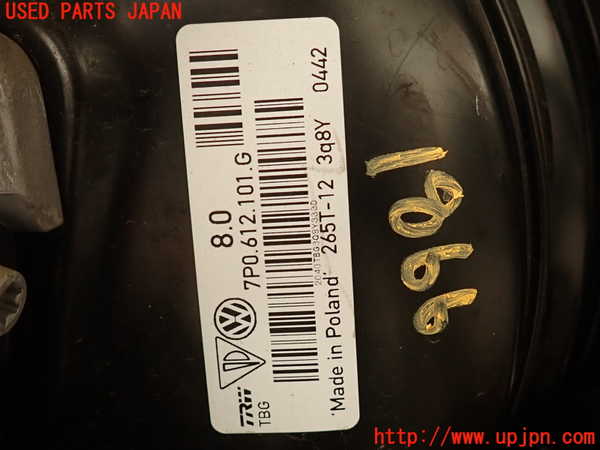 USED PARTS JAPAN
8.0
7P0.612.101.G
TRW
TBG
'Made in Poland' 265T-12 3q8Y 0442
http://www.upjpn.com/